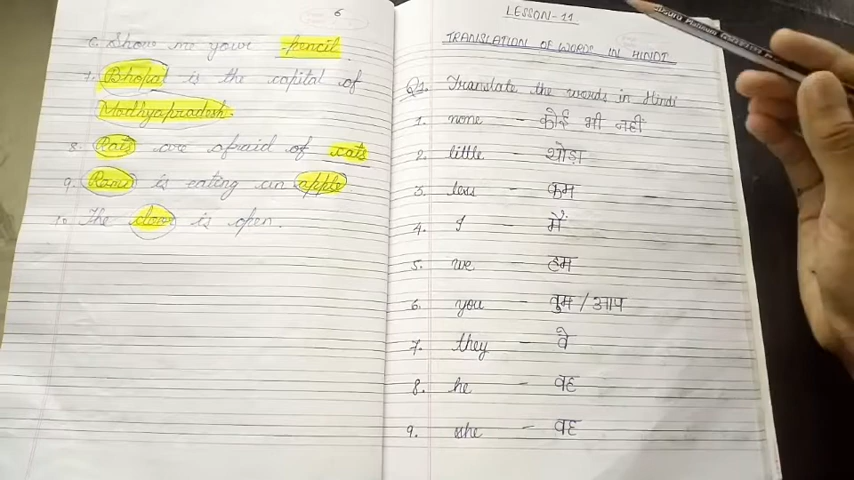 6
6. Show me your pencil
7. Bhopal is the capital of
Madhyapradesh.
8. Rats are afraid of cats
9. Ravi is eating an apple.
10. The door is open.
LESSON-11
TRANSLATION OF WORDS IN HINDI
Q1. Translate the words in Hindi
1. none - कोई भी नहीं
2. little थोड़ा
3. less - कम
4. I - मैं
5. we - हम
6. you - तुम / आप
7. they - वे
8. he - वह
9. she - वह